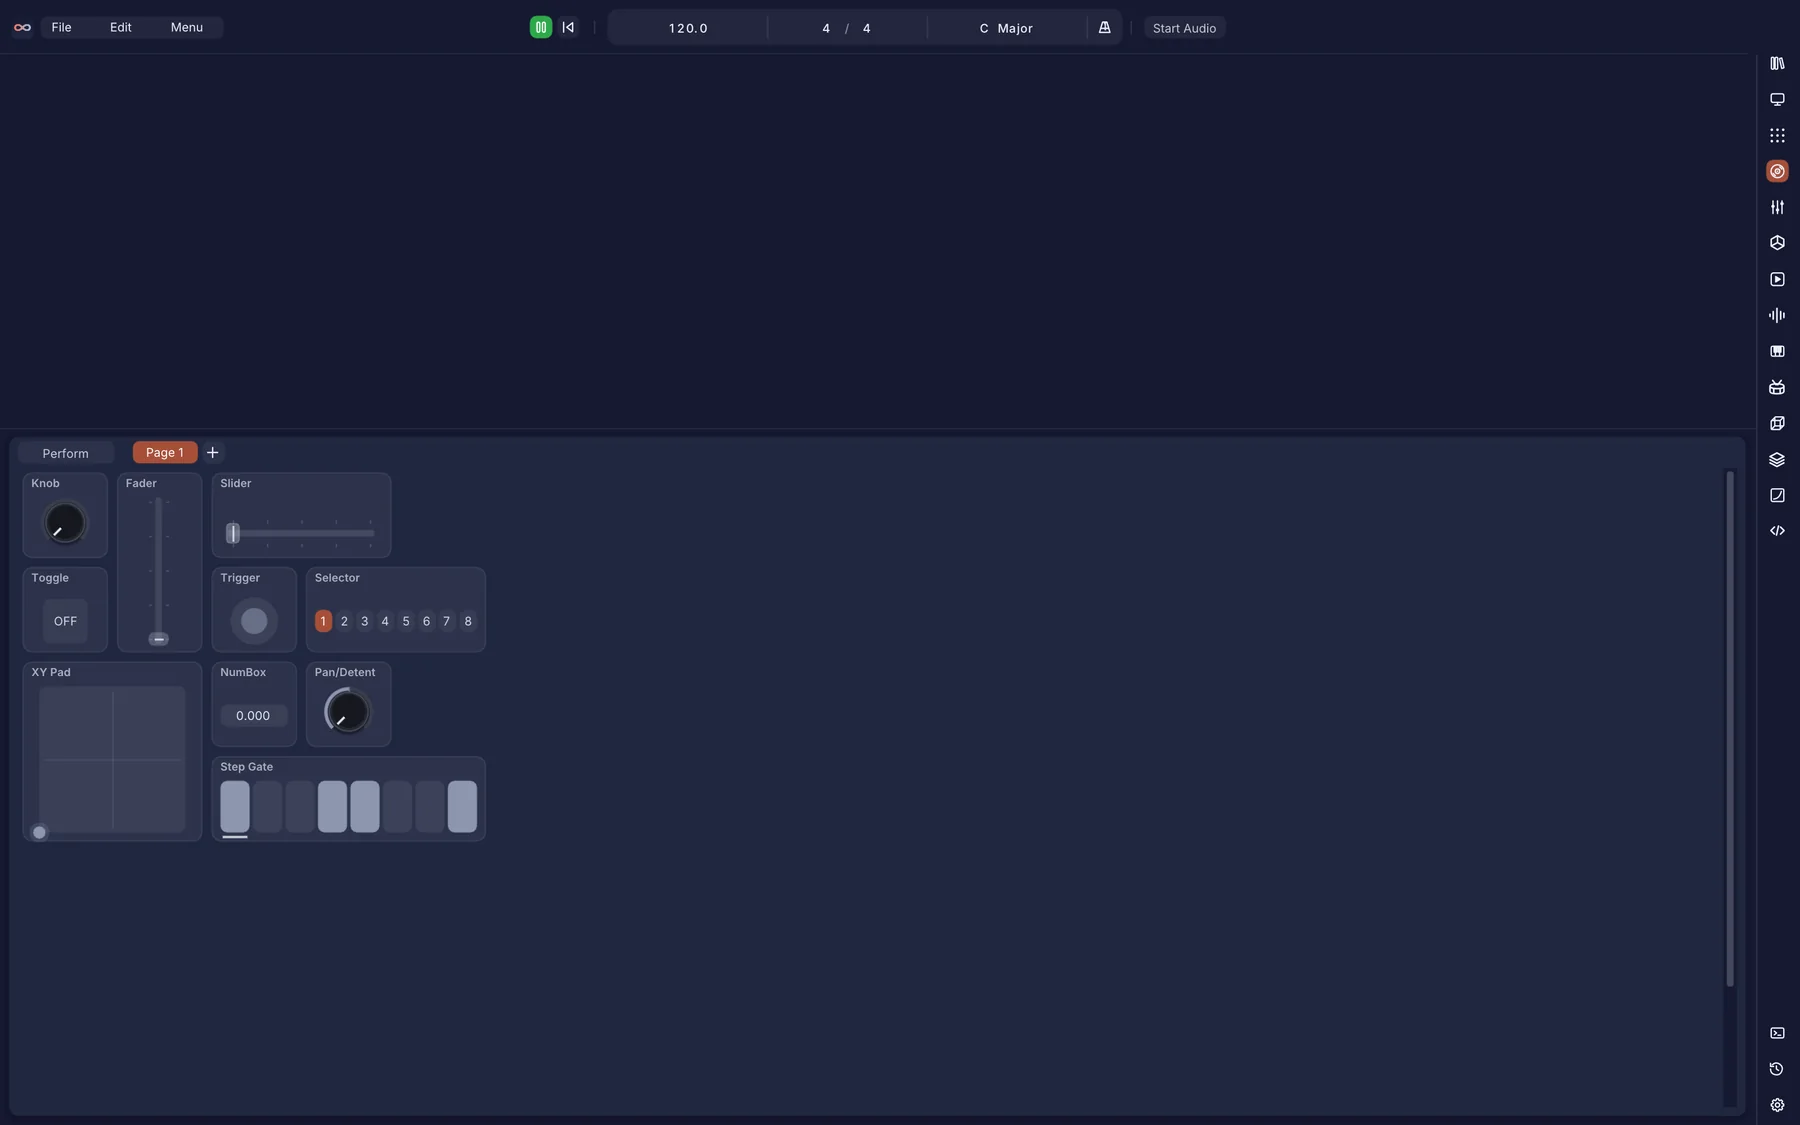 File Edit Menu 120.0 4 / 4 C Major Start Audio
Perform Page 1 +
Knob Fader Slider
Toggle Trigger Selector
OFF 1 2 3 4 5 6 7 8
XY Pad NumBox Pan/Detent
0.000
Step Gate